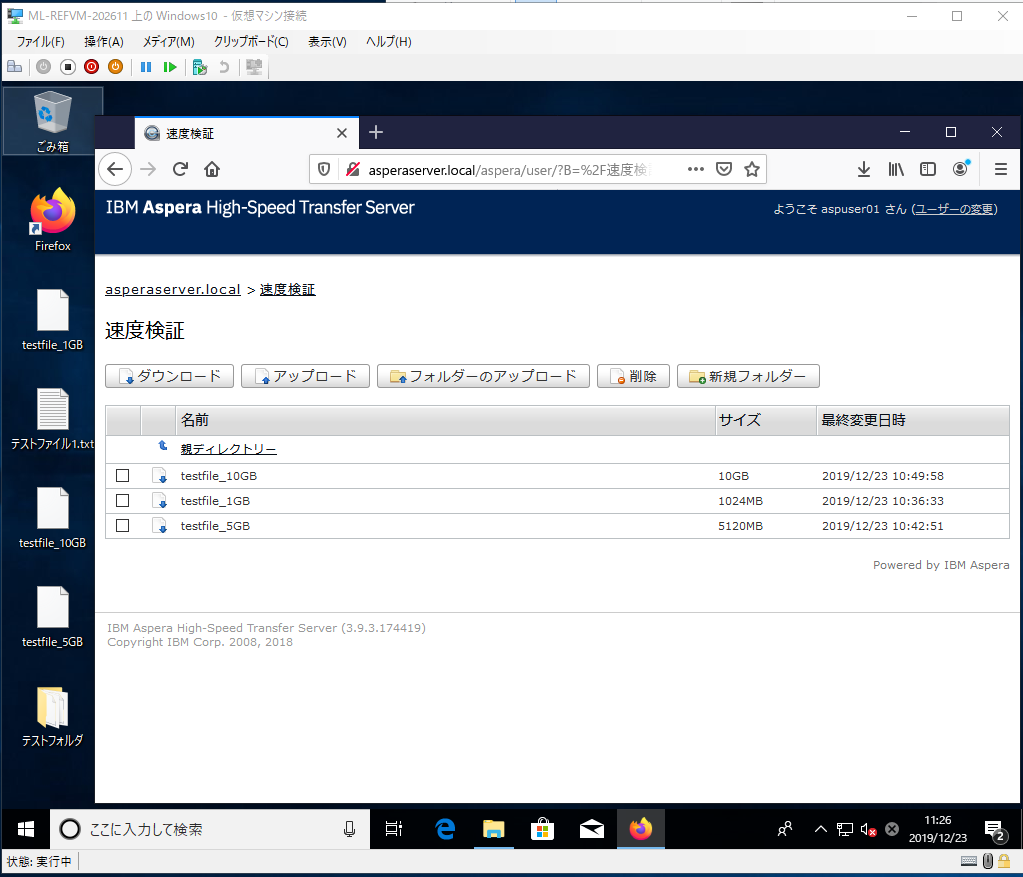 ML-REFVM-202611 上の Windows10 - 仮想マシン接続
ファイル(F) 操作(A) メディア(M) クリップボード(C) 表示(V) ヘルプ(H)
ごみ箱
Firefox
testfile_1GB
テストファイル1.txt
testfile_10GB
testfile_5GB
テストフォルダ
速度検証
asperaserver.local/aspera/user/?B=%2F速度検
IBM Aspera High-Speed Transfer Server
ようこそ aspuser01 さん (ユーザーの変更)
asperaserver.local > 速度検証
速度検証
ダウンロード アップロード フォルダーのアップロード 削除 新規フォルダー
名前 サイズ 最終変更日時
親ディレクトリー
testfile_10GB 10GB 2019/12/23 10:49:58
testfile_1GB 1024MB 2019/12/23 10:36:33
testfile_5GB 5120MB 2019/12/23 10:42:51
Powered by IBM Aspera
IBM Aspera High-Speed Transfer Server (3.9.3.174419)
Copyright IBM Corp. 2008, 2018
ここに入力して検索
11:26
2019/12/23
2
状態: 実行中